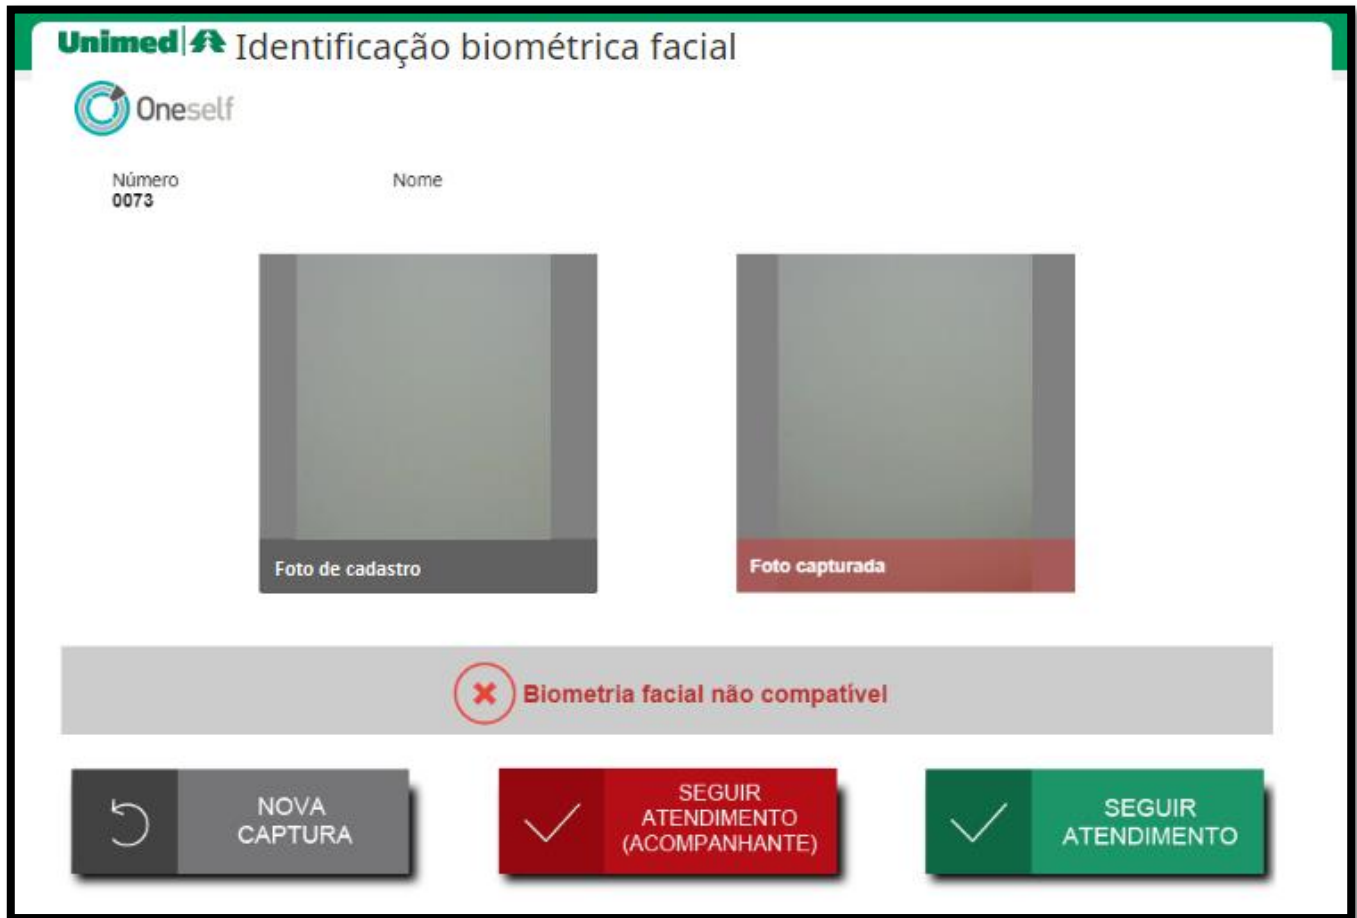 Unimed Identificação biométrica facial
Oneself
Número Nome
0073
Foto de cadastro Foto capturada
Biometria facial não compatível
NOVA
CAPTURA
SEGUIR
ATENDIMENTO
(ACOMPANHANTE)
SEGUIR
ATENDIMENTO